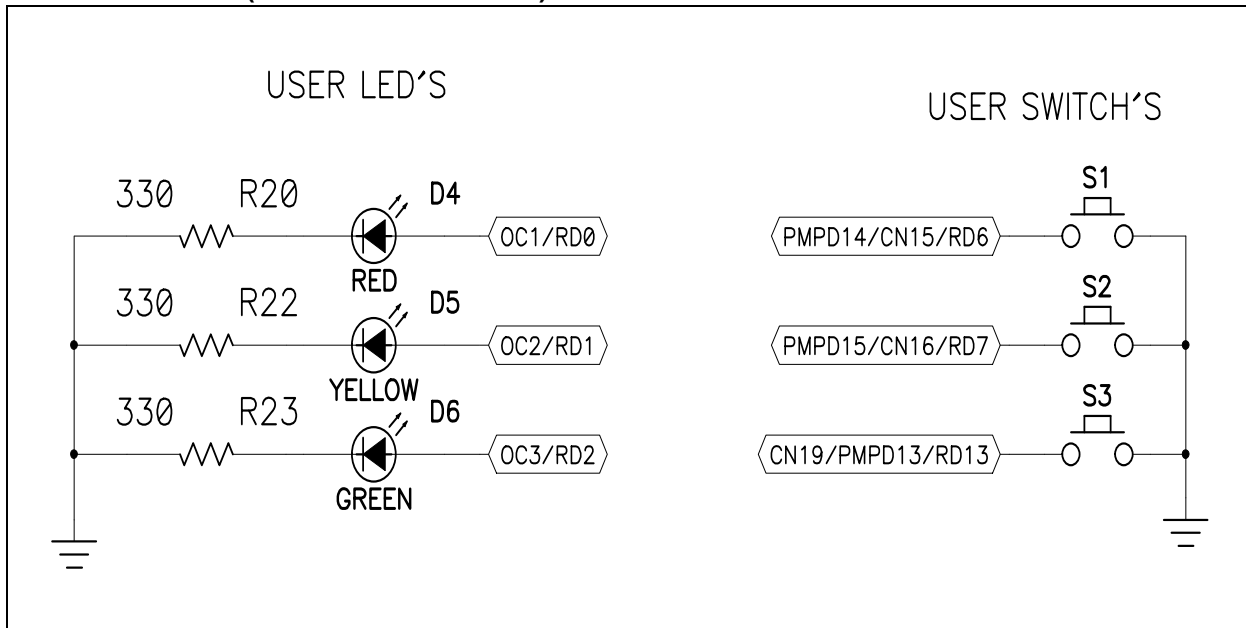 USER LED'S
330 R20 D4
OC1/RD0
RED
330 R22 D5
OC2/RD1
YELLOW
330 R23 D6
OC3/RD2
GREEN
USER SWITCH'S
S1
PMPD14/CN15/RD6
S2
PMPD15/CN16/RD7
S3
CN19/PMPD13/RD13